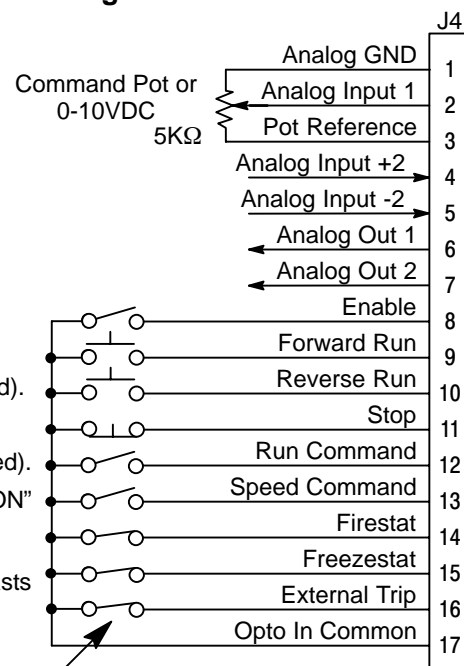 J4
Analog GND 1
Command Pot or
0-10VDC
5KΩ
Analog Input 1 2
Pot Reference 3
Analog Input +2 4
Analog Input -2 5
Analog Out 1 6
Analog Out 2 7
Enable 8
Forward Run 9
d). Reverse Run 10
Stop 11
ed). Run Command 12
ON" Speed Command 13
Firestat 14
sts Freezestat 15
External Trip 16
Opto In Common 17